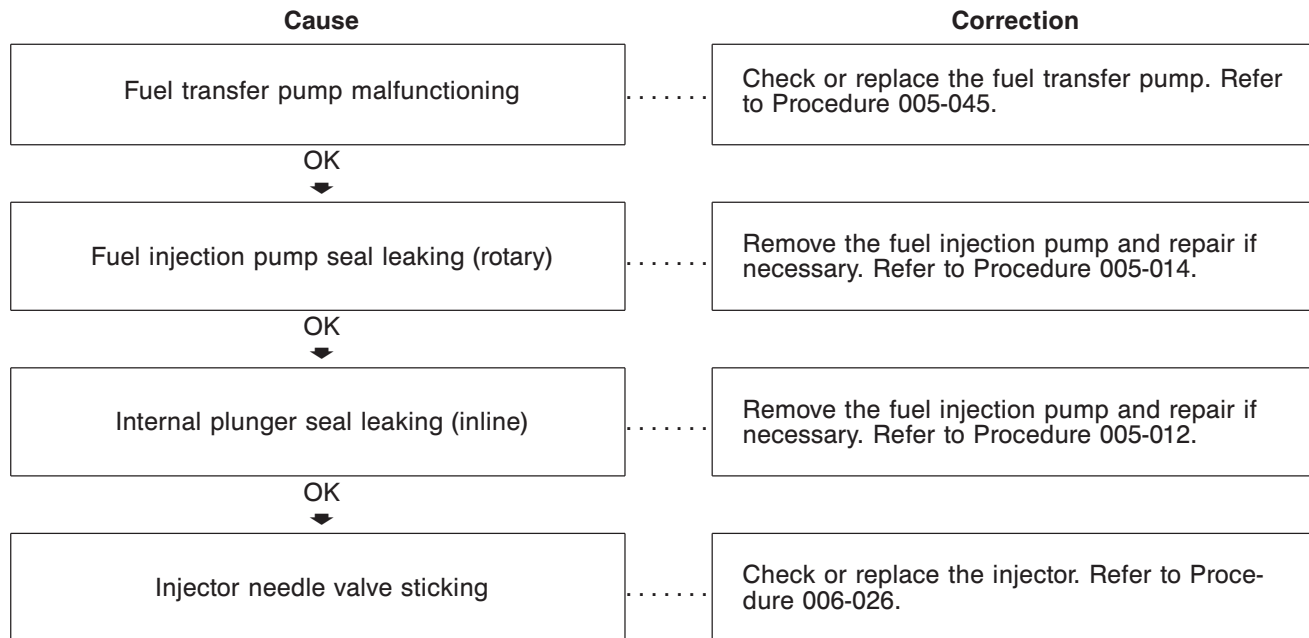 Cause
Correction
Fuel transfer pump malfunctioning
.......
Check or replace the fuel transfer pump. Refer
to Procedure 005-045.
OK
Fuel injection pump seal leaking (rotary)
.......
Remove the fuel injection pump and repair if
necessary. Refer to Procedure 005-014.
OK
Internal plunger seal leaking (inline)
.......
Remove the fuel injection pump and repair if
necessary. Refer to Procedure 005-012.
OK
Injector needle valve sticking
.......
Check or replace the injector. Refer to Proce-
dure 006-026.